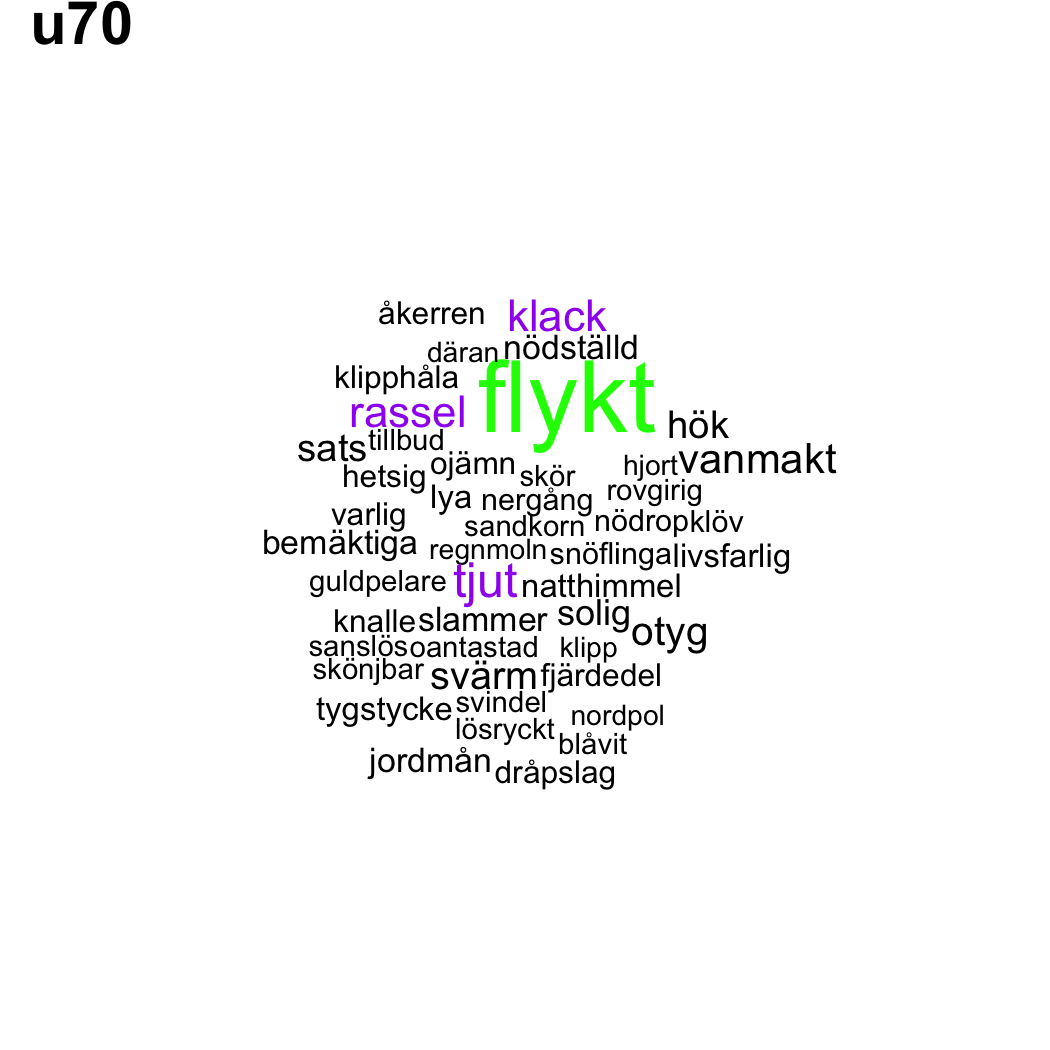 u70
åkerren klack
däran nödställd
klipphåla flykt
rassel hök
sats tillbud
ojämn hjort vanmakt
hetsig skör
lya nergång rovgirig
varlig sandkorn nödrop klöv
bemäktiga regnmoln snöflinga livsfarlig
guldpelare tjut natthimmel
knalle slammer solig
otyg
sanslös oantastad klipp
skönjbar svärm fjärdedel
tygstycke svindel nordpol
lösryckt blåvit
jordmån dråpslag